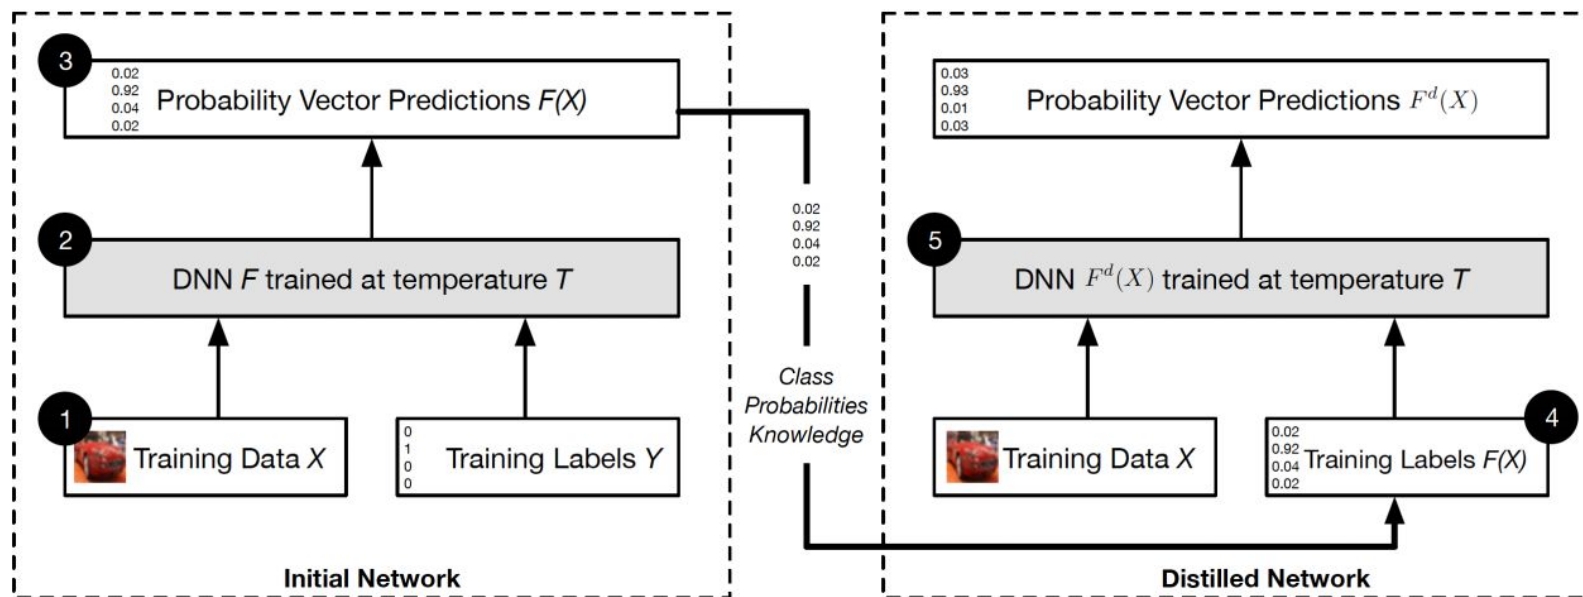 3
0.02
0.92
0.04
0.02
Probability Vector Predictions F(X)
2
DNN F trained at temperature T
1
Training Data X
0
1
0
0
Training Labels Y
Initial Network
0.02
0.92
0.04
0.02
Class
Probabilities
Knowledge
0.03
0.93
0.01
0.03
Probability Vector Predictions F^d(X)
5
DNN F^d(X) trained at temperature T
Training Data X
4
0.02
0.92
0.04
0.02
Training Labels F(X)
Distilled Network